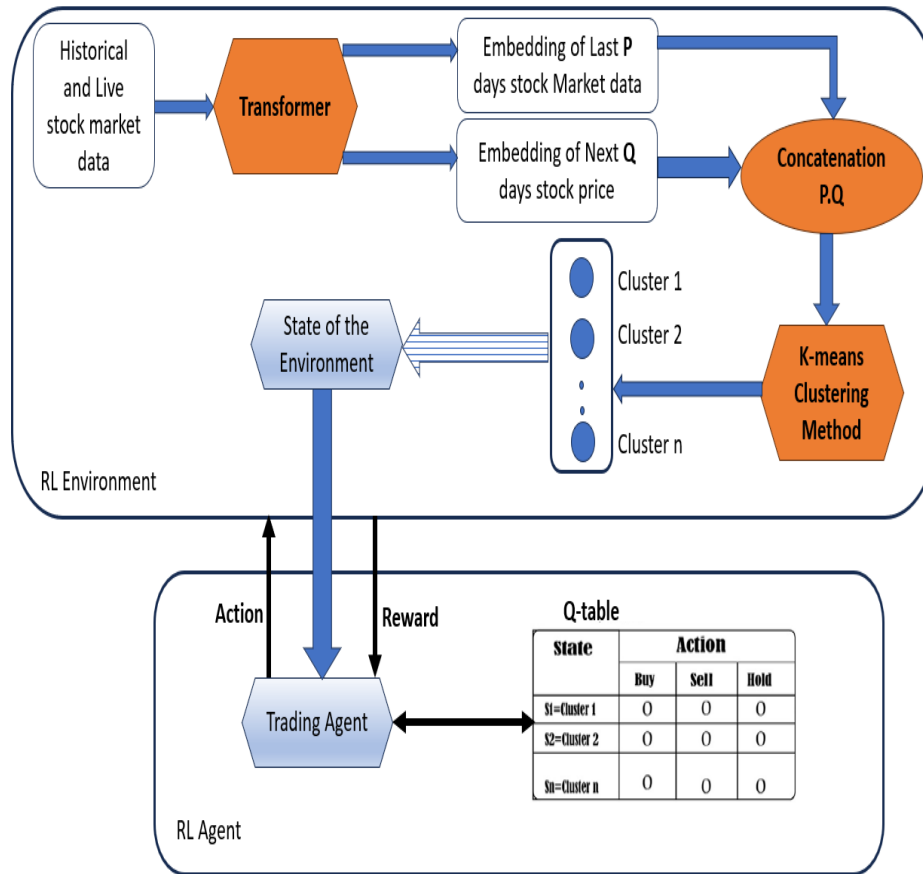 Historical
and Live
stock market
data
Transformer
Embedding of Last P
days stock Market data
Embedding of Next Q
days stock price
Concatenation
P.Q
Cluster 1
Cluster 2
Cluster n
State of the
Environment
K-means
Clustering
Method
RL Environment
Action
Reward
Q-table
State
Action
Buy Sell Hold
S1=Cluster 1 0 0 0
S2=Cluster 2 0 0 0
Sn=Cluster n 0 0 0
Trading Agent
RL Agent